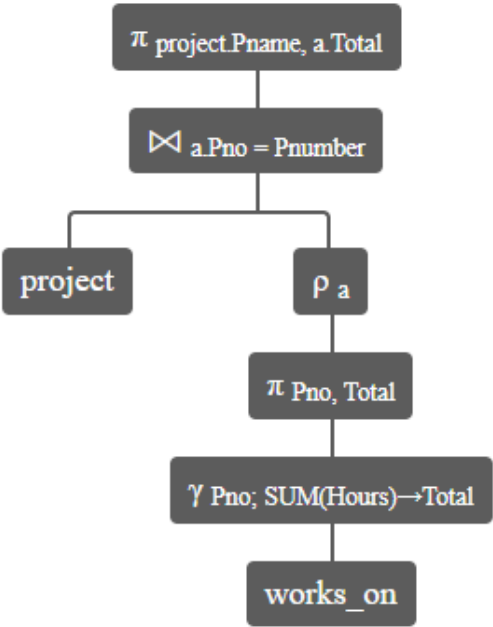 π project.Pname, a.Total
⋈ a.Pno = Pnumber
project
ρ a
π Pno, Total
γ Pno; SUM(Hours)→Total
works_on